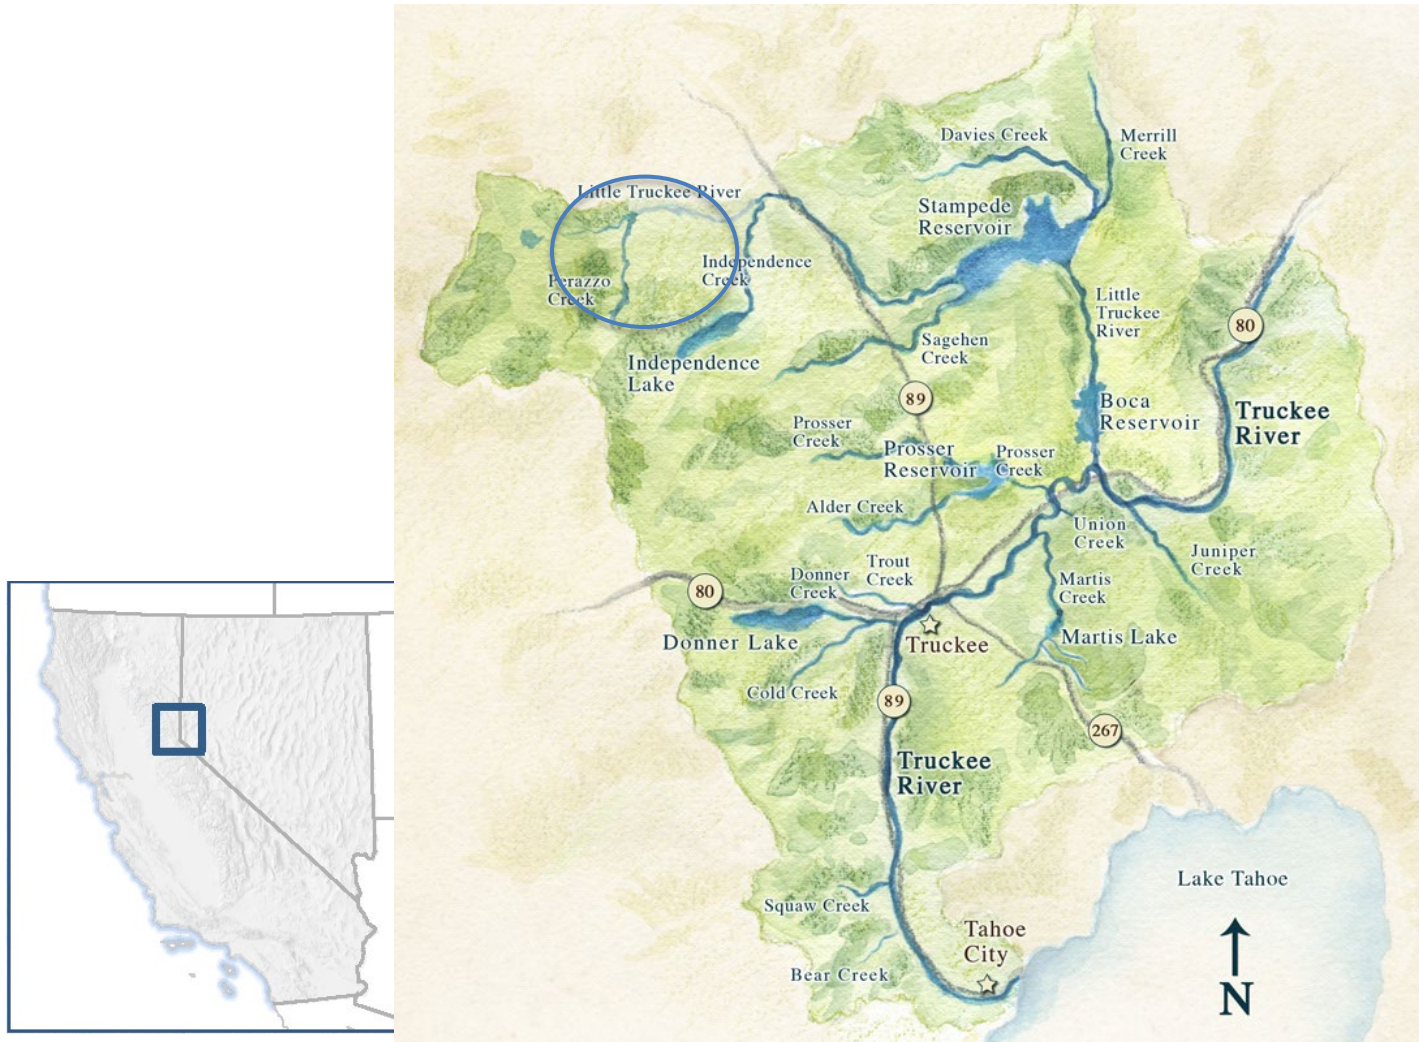 Davies Creek
Merrill
Creek
Little Truckee River
Stampede
Reservoir
Independence
Creek
Perazzo
Creek
Little
Truckee
River
80
Sagehen
Creek
Independence
Lake
89
Boca
Reservoir
Truckee
River
Prosser
Creek
Prosser
Reservoir
Prosser
Creek
Alder Creek
Union
Creek
Juniper
Creek
Trout
Creek
Donner
Creek
Martis
Creek
80
Donner Lake
Truckee
Martis Lake
Cold Creek
89
267
Truckee
River
Lake Tahoe
Squaw Creek
Tahoe
City
Bear Creek
N